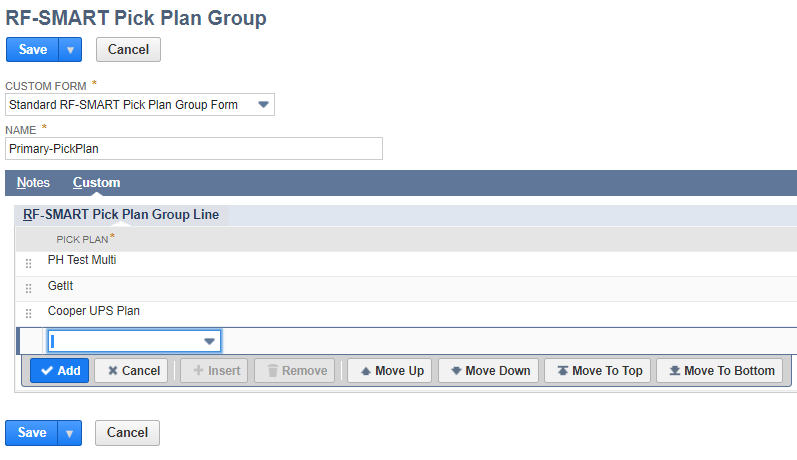 RF-SMART Pick Plan Group
Save Cancel
CUSTOM FORM *
Standard RF-SMART Pick Plan Group Form
NAME *
Primary-PickPlan
Notes Custom
RF-SMART Pick Plan Group Line
PICK PLAN *
PH Test Multi
GetIt
Cooper UPS Plan
Add Cancel Insert Remove Move Up Move Down Move To Top Move To Bottom
Save Cancel